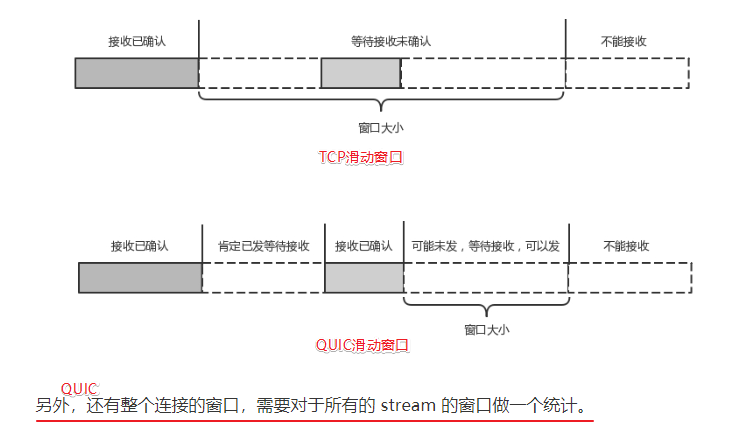 接收已确认 等待接收未确认 不能接收
窗口大小
TCP滑动窗口
接收已确认 肯定已发等待接收 接收已确认 可能未发，等待接收，可以发 不能接收
窗口大小
QUIC滑动窗口
QUIC
另外，还有整个连接的窗口，需要对于所有的 stream 的窗口做一个统计。